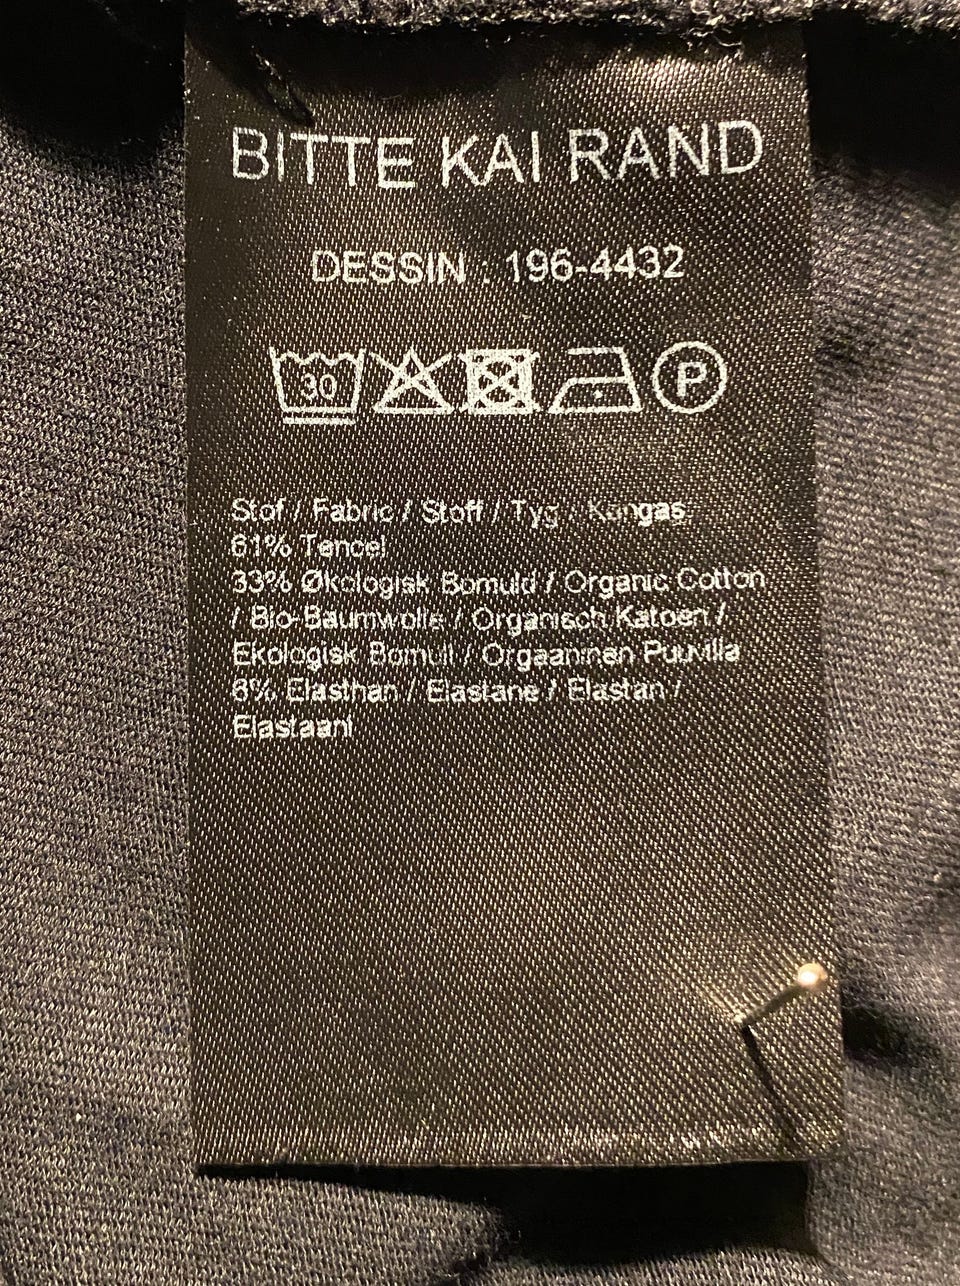 BITTE KAI RAND
DESSIN : 196-4432
30 P
Stof / Fabric / Stoff / Tyg / Kangas:
61% Tencel
33% Økologisk Bomuld / Organic Cotton
/ Bio-Baumwolle / Organisch Katoen /
Ekologisk Bomull / Orgaaninen Puuvilla
6% Elasthan / Elastane / Elastan /
Elastaani